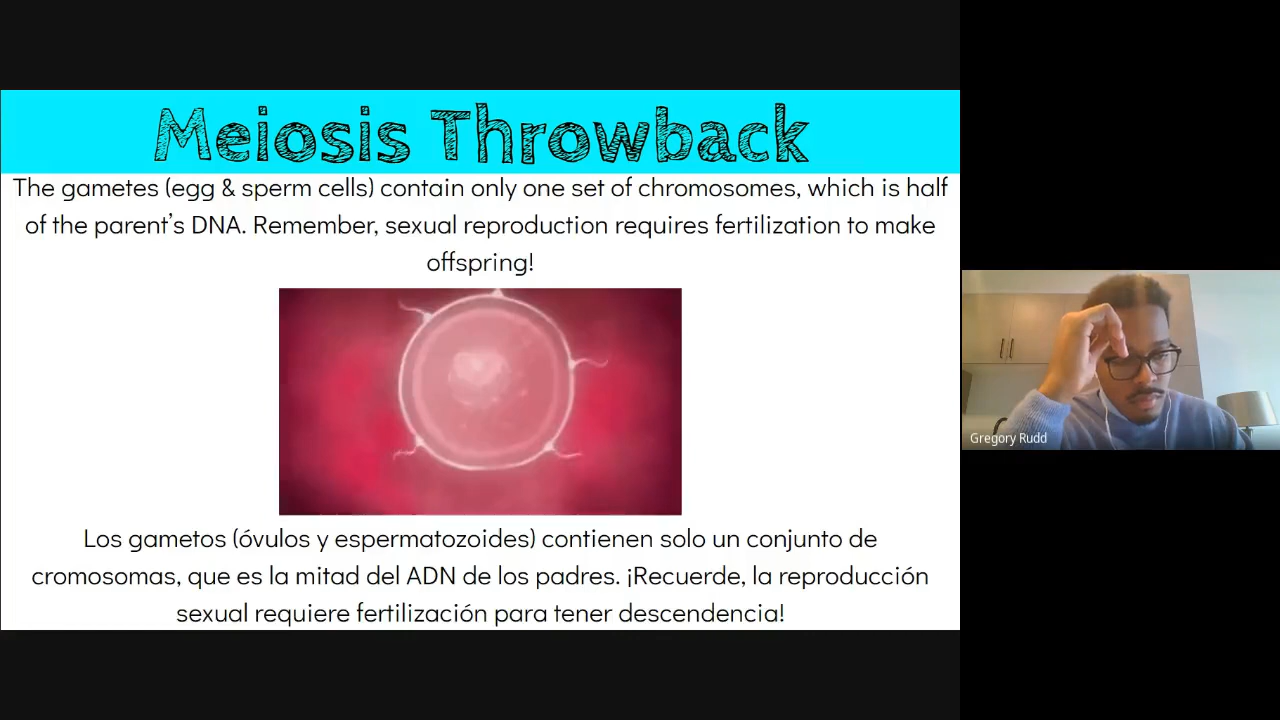 Meiosis Throwback
The gametes (egg & sperm cells) contain only one set of chromosomes, which is half
of the parent's DNA. Remember, sexual reproduction requires fertilization to make
offspring!
Los gametos (óvulos y espermatozoides) contienen solo un conjunto de
cromosomas, que es la mitad del ADN de los padres. ¡Recuerde, la reproducción
sexual requiere fertilización para tener descendencia!
Gregory Rudd